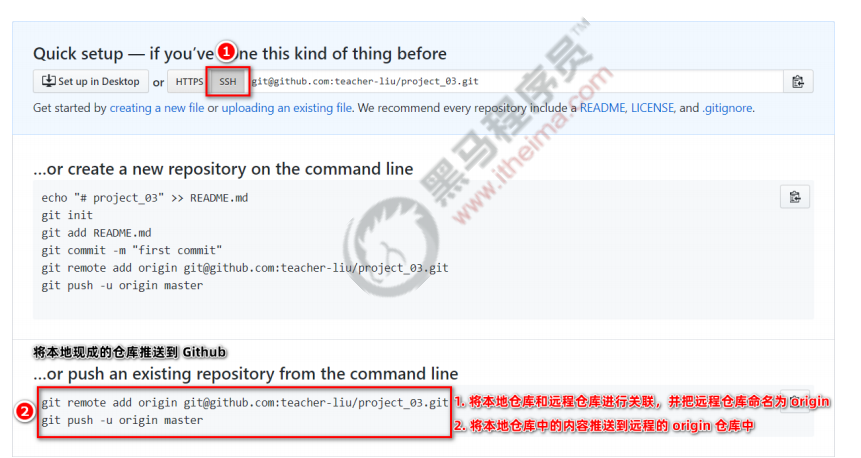 Quick setup — if you've done this kind of thing before
1
Set up in Desktop or HTTPS SSH git@github.com:teacher-liu/project_03.git
Get started by creating a new file or uploading an existing file. We recommend every repository include a README, LICENSE, and .gitignore.
黑马程序员™
www.itheima.com
...or create a new repository on the command line
echo "# project_03" >> README.md
git init
git add README.md
git commit -m "first commit"
git remote add origin git@github.com:teacher-liu/project_03.git
git push -u origin master
将本地现成的仓库推送到 Github
...or push an existing repository from the command line
2
git remote add origin git@github.com:teacher-liu/project_03.git
git push -u origin master
1. 将本地仓库和远程仓库进行关联，并把远程仓库命名为 origin
2. 将本地仓库中的内容推送到远程的 origin 仓库中